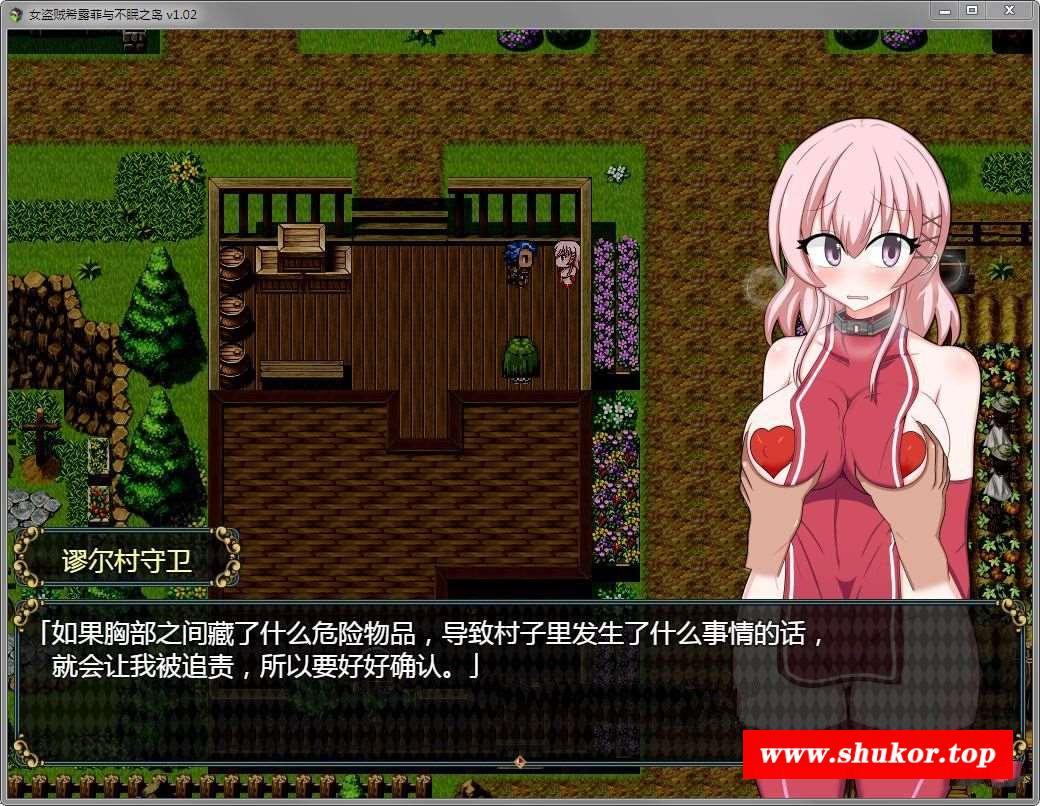 女盗贼希露菲与不眠之岛 v1.02
谬尔村守卫
「如果胸部之间藏了什么危险物品，导致村子里发生了什么事情的话，
就会让我被追责，所以要好好确认。」
www.shukor.top